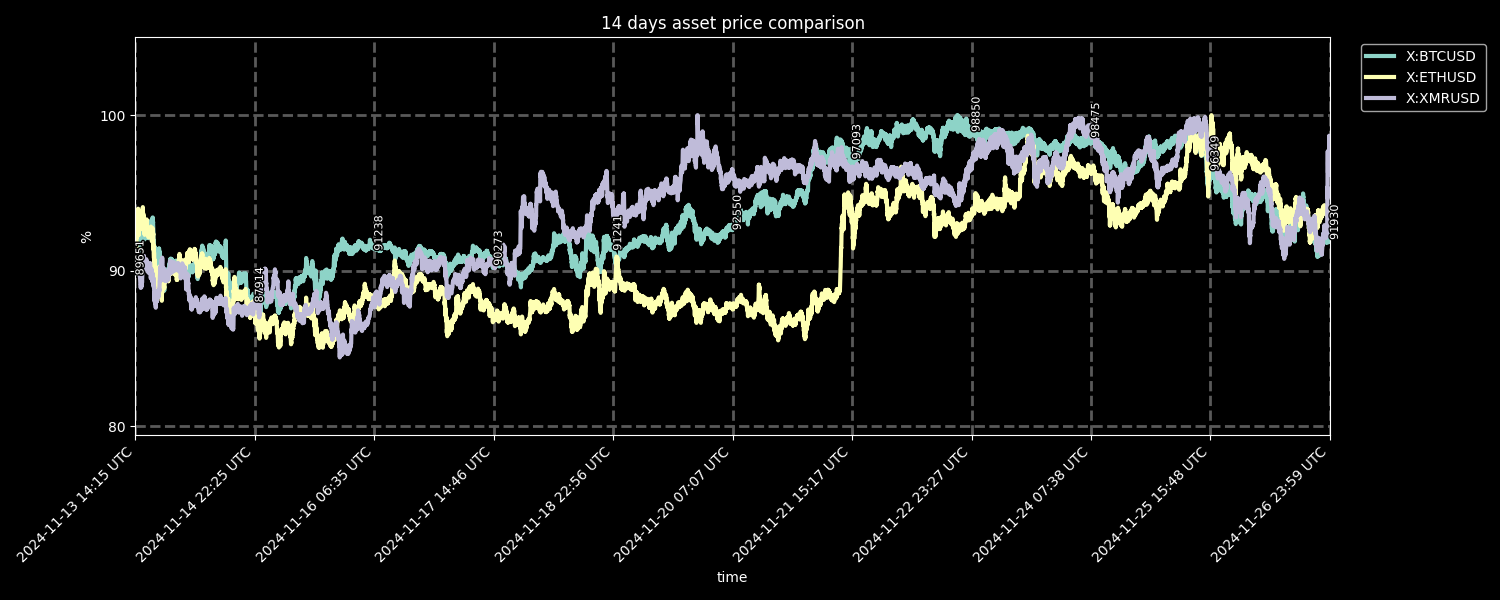 14 days asset price comparison
X:BTCUSD
X:ETHUSD
X:XMRUSD
100
90
80
%
89651
87914
91238
90273
91241
92550
97093
98850
98475
96349
91930
2024-11-13 14:15 UTC
2024-11-14 22:25 UTC
2024-11-16 06:35 UTC
2024-11-17 14:46 UTC
2024-11-18 22:56 UTC
2024-11-20 07:07 UTC
2024-11-21 15:17 UTC
2024-11-22 23:27 UTC
2024-11-24 07:38 UTC
2024-11-25 15:48 UTC
2024-11-26 23:59 UTC
time